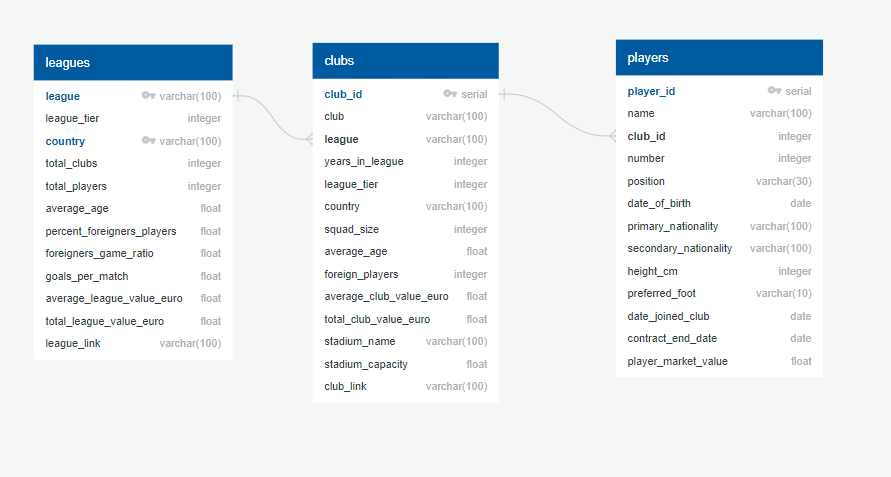 leagues
league varchar(100)
league_tier integer
country varchar(100)
total_clubs integer
total_players integer
average_age float
percent_foreigners_players float
foreigners_game_ratio float
goals_per_match float
average_league_value_euro float
total_league_value_euro float
league_link varchar(100)
clubs
club_id serial
club varchar(100)
league varchar(100)
years_in_league integer
league_tier integer
country varchar(100)
squad_size integer
average_age float
foreign_players integer
average_club_value_euro float
total_club_value_euro float
stadium_name varchar(100)
stadium_capacity float
club_link varchar(100)
players
player_id serial
name varchar(100)
club_id integer
number integer
position varchar(30)
date_of_birth date
primary_nationality varchar(100)
secondary_nationality varchar(100)
height_cm integer
preferred_foot varchar(10)
date_joined_club date
contract_end_date date
player_market_value float